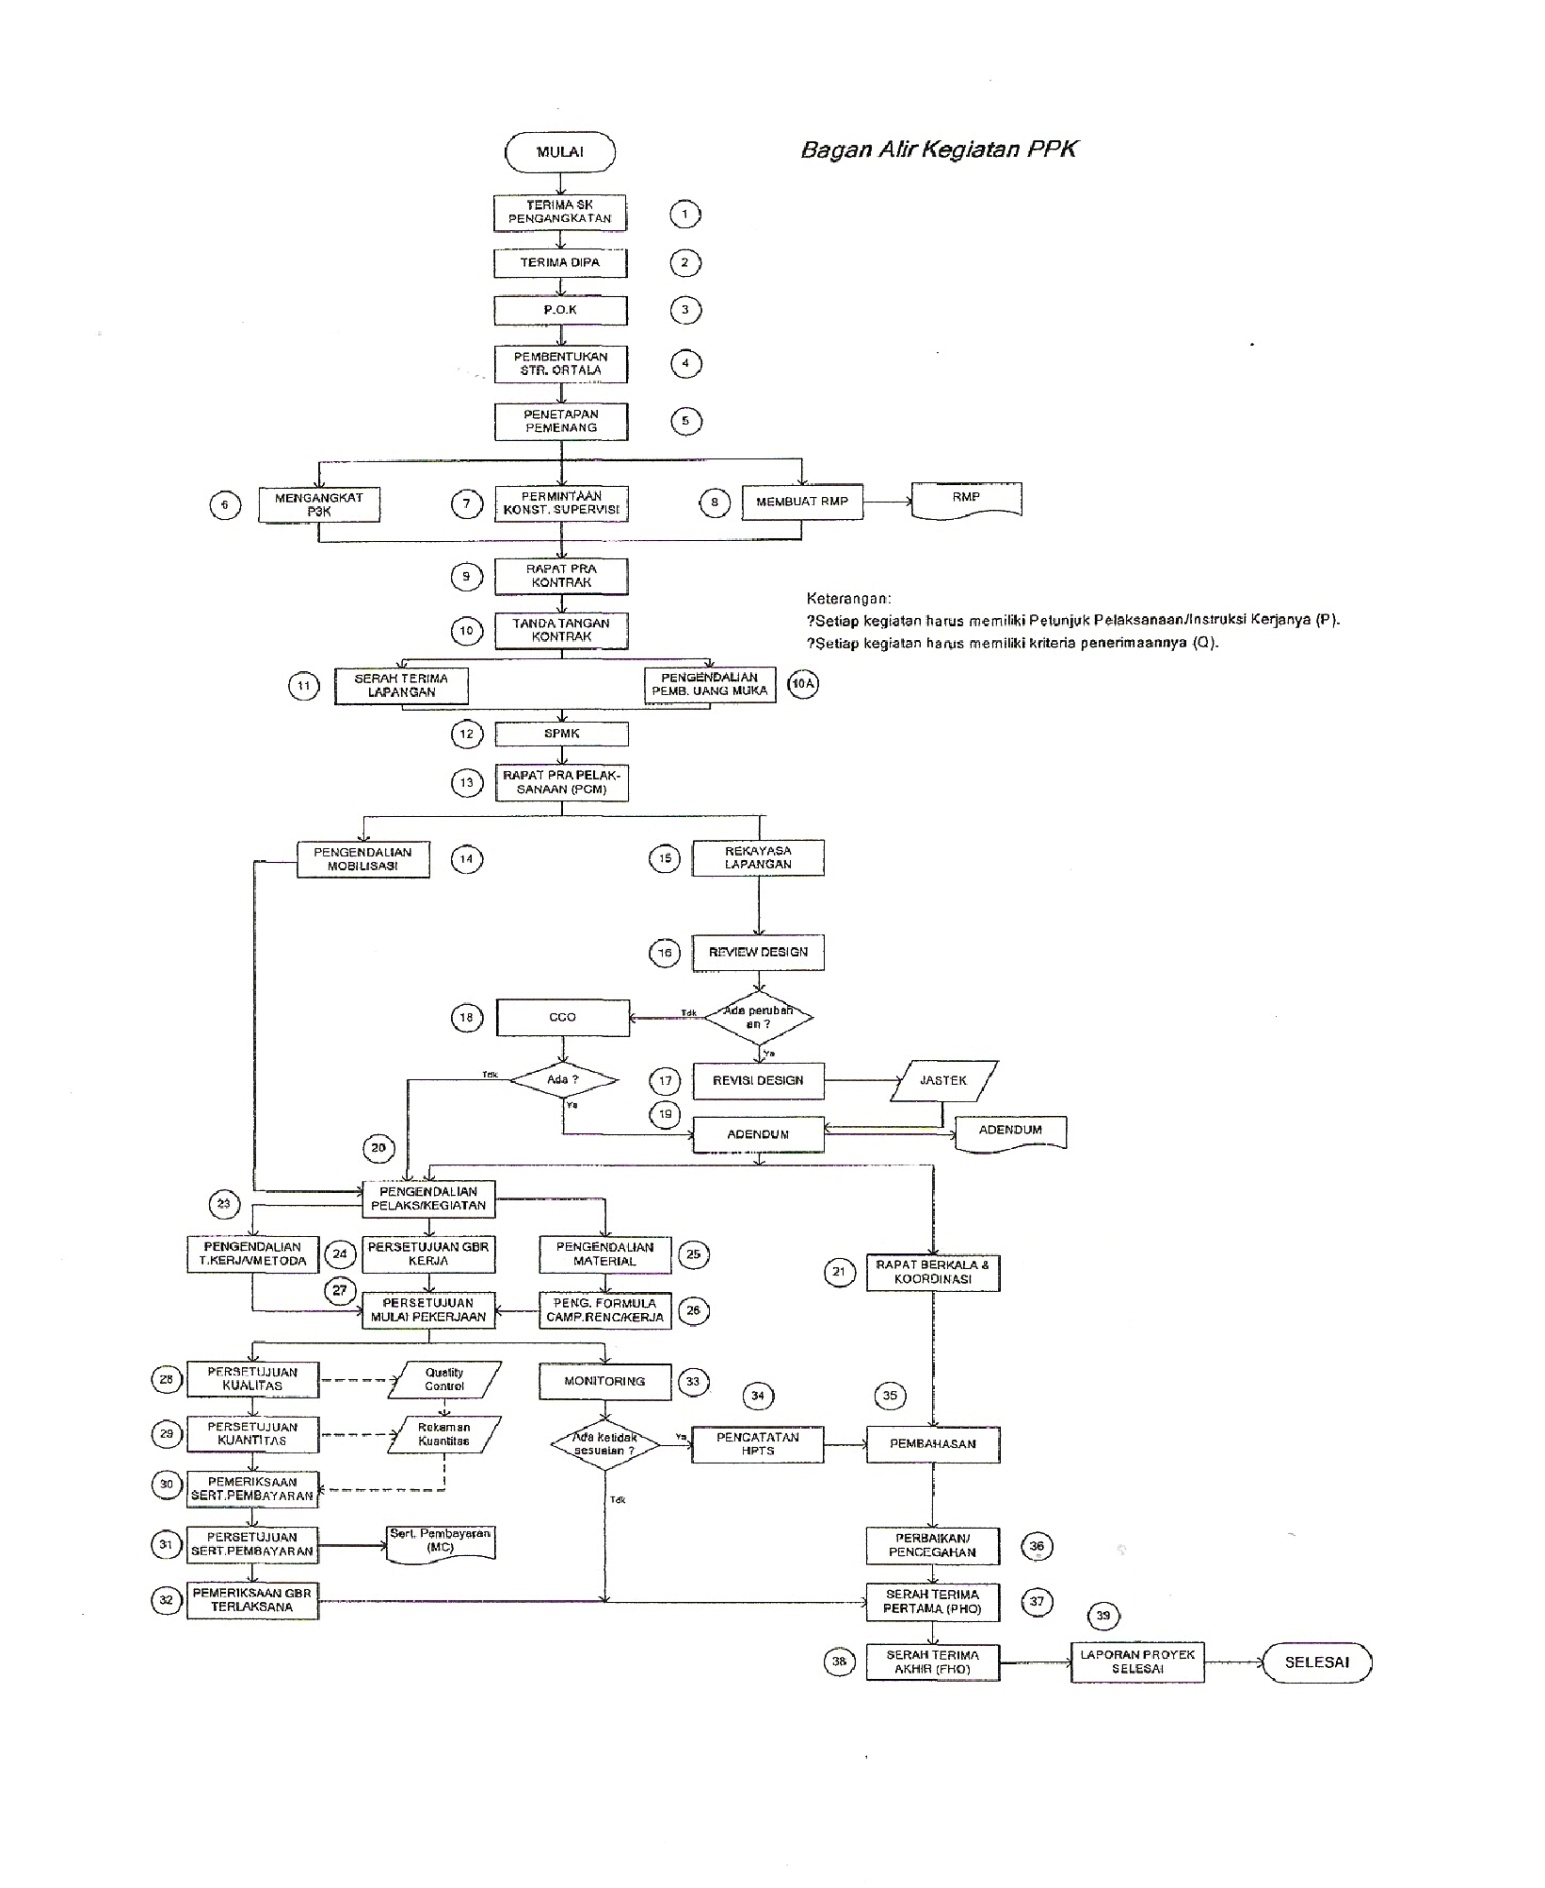 Bagan Alir Kegiatan PPK
MULAI
TERIMA SK
PENGANGKATAN
1
TERIMA DIPA
2
P.O.K
3
PEMBENTUKAN
STR. ORTALA
4
PENETAPAN
PEMENANG
5
6
MENGANGKAT
P3K
7
PERMINTAAN
KONST. SUPERVISI
8
MEMBUAT RMP
RMP
9
RAPAT PRA
KONTRAK
Keterangan:
?Setiap kegiatan harus memiliki Petunjuk Pelaksanaan/Instruksi Kerjanya (P).
?Setiap kegiatan harus memiliki kriteria penerimaannya (Q).
10
TANDA TANGAN
KONTRAK
11
SERAH TERIMA
LAPANGAN
PENGENDALIAN
PEMB. UANG MUKA
10A
12
SPMK
13
RAPAT PRA PELAK-
SANAAN (PCM)
PENGENDALIAN
MOBILISASI
14
15
REKAYASA
LAPANGAN
16
REVIEW DESIGN
18
CCO
Tdk
Ada perubah
an ?
Ya
Tdk
Ada ?
Ya
17
REVISI DESIGN
JASTEK
19
ADENDUM
ADENDUM
20
PENGENDALIAN
PELAKS/KEGIATAN
23
PENGENDALIAN
T.KERJA/METODA
24
PERSETUJUAN GBR
KERJA
PENGENDALIAN
MATERIAL
25
21
RAPAT BERKALA &
KOORDINASI
27
PERSETUJUAN
MULAI PEKERJAAN
PENG. FORMULA
CAMP.RENC/KERJA
26
28
PERSETUJUAN
KUALITAS
Quality
Control
MONITORING
33
34
35
29
PERSETUJUAN
KUANTITAS
Rekaman
Kuantitas
Ada ketidak
sesuaian ?
Ya
PENCATATAN
HPTS
PEMBAHASAN
30
PEMERIKSAAN
SERT.PEMBAYARAN
Tdk
31
PERSETUJUAN
SERT.PEMBAYARAN
Sert. Pembayaran
(MC)
PERBAIKAN/
PENCEGAHAN
36
32
PEMERIKSAAN GBR
TERLAKSANA
SERAH TERIMA
PERTAMA (PHO)
37
39
38
SERAH TERIMA
AKHIR (FHO)
LAPORAN PROYEK
SELESAI
SELESAI